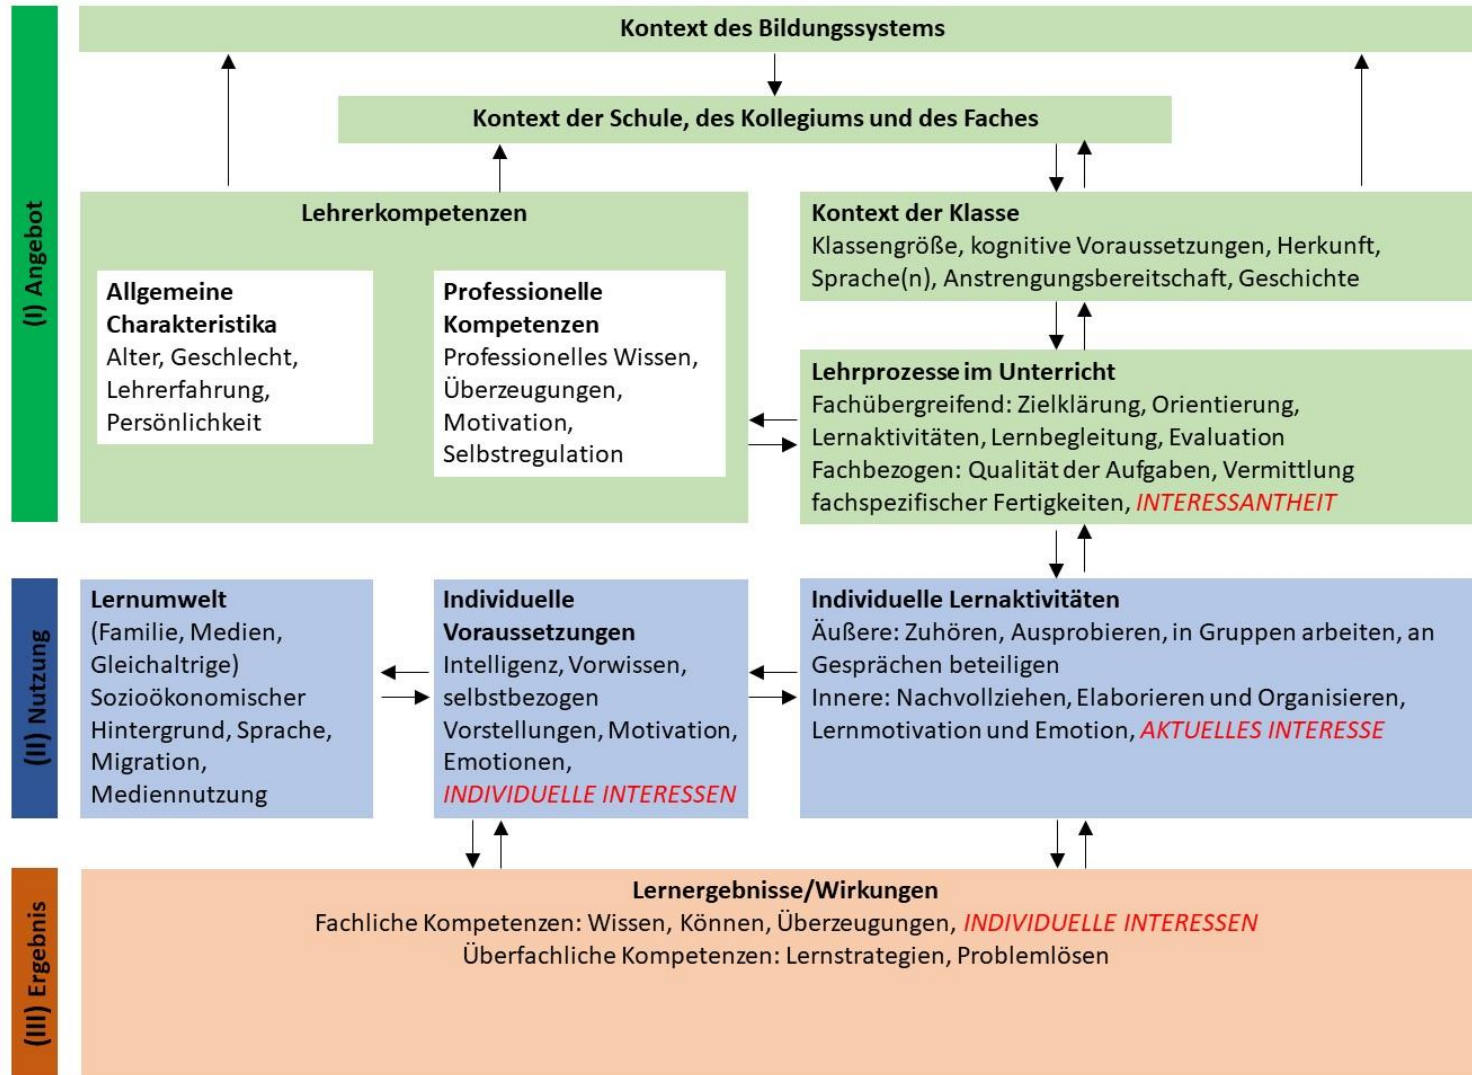 (I) Angebot
Kontext des Bildungssystems
Kontext der Schule, des Kollegiums und des Faches
Lehrerkompetenzen
Allgemeine
Charakteristika
Alter, Geschlecht,
Lehrerfahrung,
Persönlichkeit
Professionelle
Kompetenzen
Professionelles Wissen,
Überzeugungen,
Motivation,
Selbstregulation
Kontext der Klasse
Klassengröße, kognitive Voraussetzungen, Herkunft,
Sprache(n), Anstrengungsbereitschaft, Geschichte
Lehrprozesse im Unterricht
Fachübergreifend: Zielklärung, Orientierung,
Lernaktivitäten, Lernbegleitung, Evaluation
Fachbezogen: Qualität der Aufgaben, Vermittlung
fachspezifischer Fertigkeiten, INTERESSANTHEIT
(II) Nutzung
Lernumwelt
(Familie, Medien,
Gleichaltrige)
Sozioökonomischer
Hintergrund, Sprache,
Migration,
Mediennutzung
Individuelle
Voraussetzungen
Intelligenz, Vorwissen,
selbstbezogen
Vorstellungen, Motivation,
Emotionen,
INDIVIDUELLE INTERESSEN
Individuelle Lernaktivitäten
Äußere: Zuhören, Ausprobieren, in Gruppen arbeiten, an
Gesprächen beteiligen
Innere: Nachvollziehen, Elaborieren und Organisieren,
Lernmotivation und Emotion, AKTUELLES INTERESSE
(III) Ergebnis
Lernergebnisse/Wirkungen
Fachliche Kompetenzen: Wissen, Können, Überzeugungen, INDIVIDUELLE INTERESSEN
Überfachliche Kompetenzen: Lernstrategien, Problemlösen